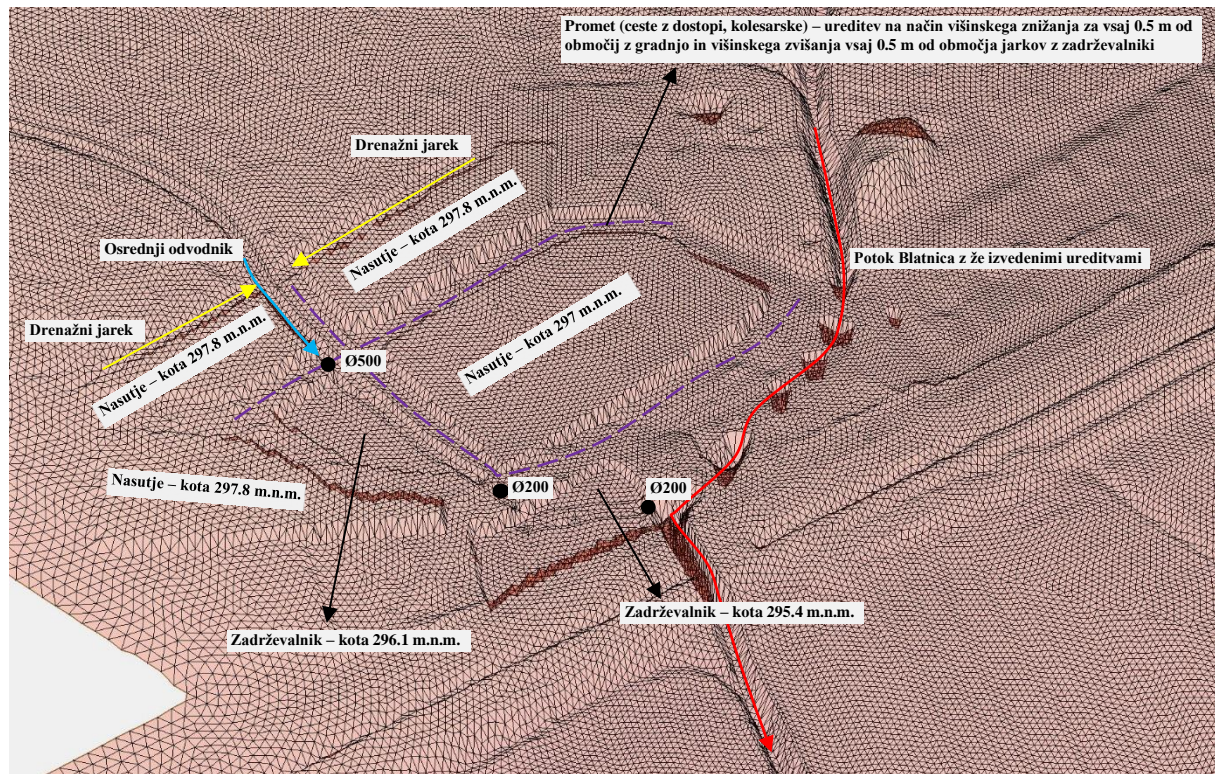 Promet (ceste z dostopi, kolesarske) – ureditev na način višinskega znižanja za vsaj 0.5 m od
območij z gradnjo in višinskega zvišanja vsaj 0.5 m od območja jarkov z zadrževalniki
Drenažni jarek
Nasutje – kota 297.8 m.n.m.
Osrednji odvodnik
Potok Blatnica z že izvedenimi ureditvami
Drenažni jarek
Nasutje – kota 297.8 m.n.m.
Nasutje – kota 297 m.n.m.
Ø500
Nasutje – kota 297.8 m.n.m.
Ø200
Ø200
Zadrževalnik – kota 295.4 m.n.m.
Zadrževalnik – kota 296.1 m.n.m.